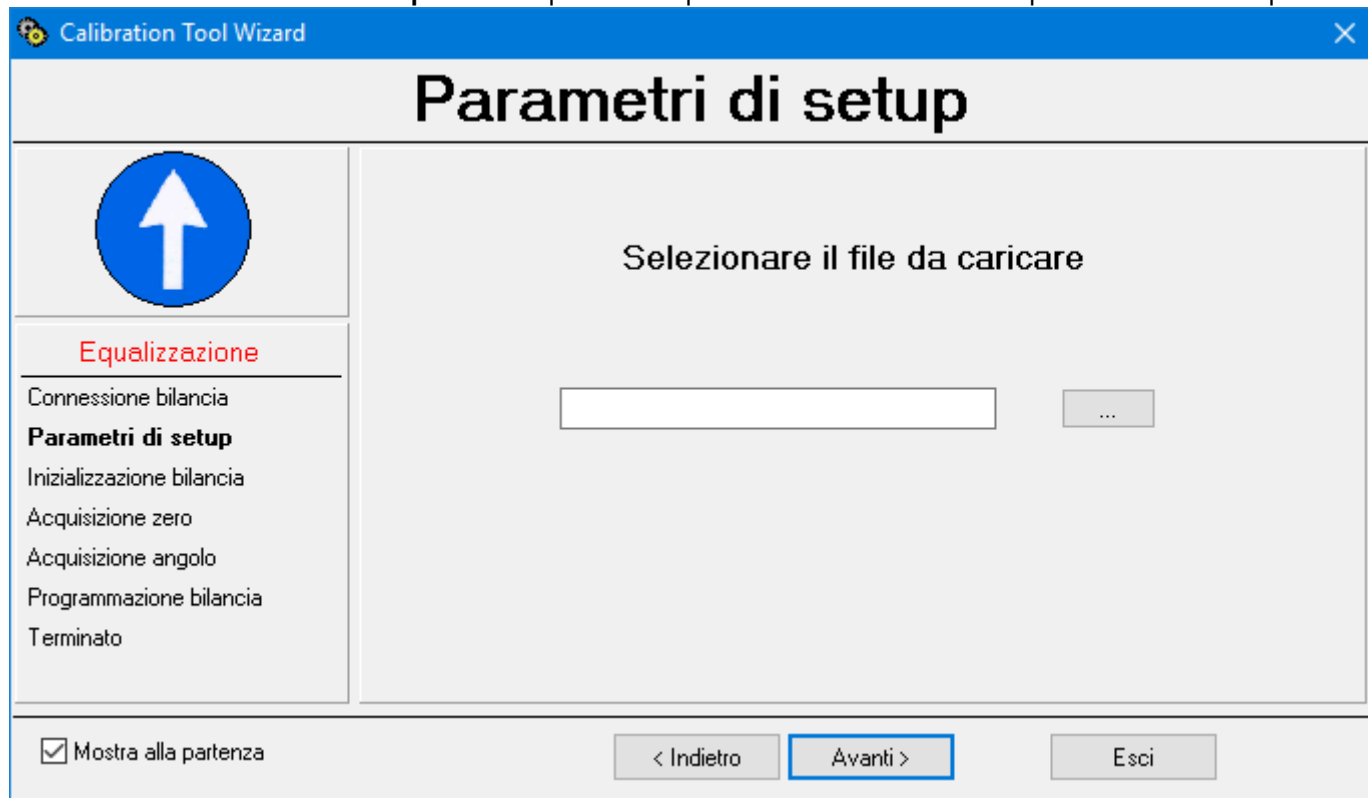 Calibration Tool Wizard
Parametri di setup
Selezionare il file da caricare
...
Equalizzazione
Connessione bilancia
Parametri di setup
Inizializzazione bilancia
Acquisizione zero
Acquisizione angolo
Programmazione bilancia
Terminato
Mostra alla partenza
< Indietro
Avanti >
Esci